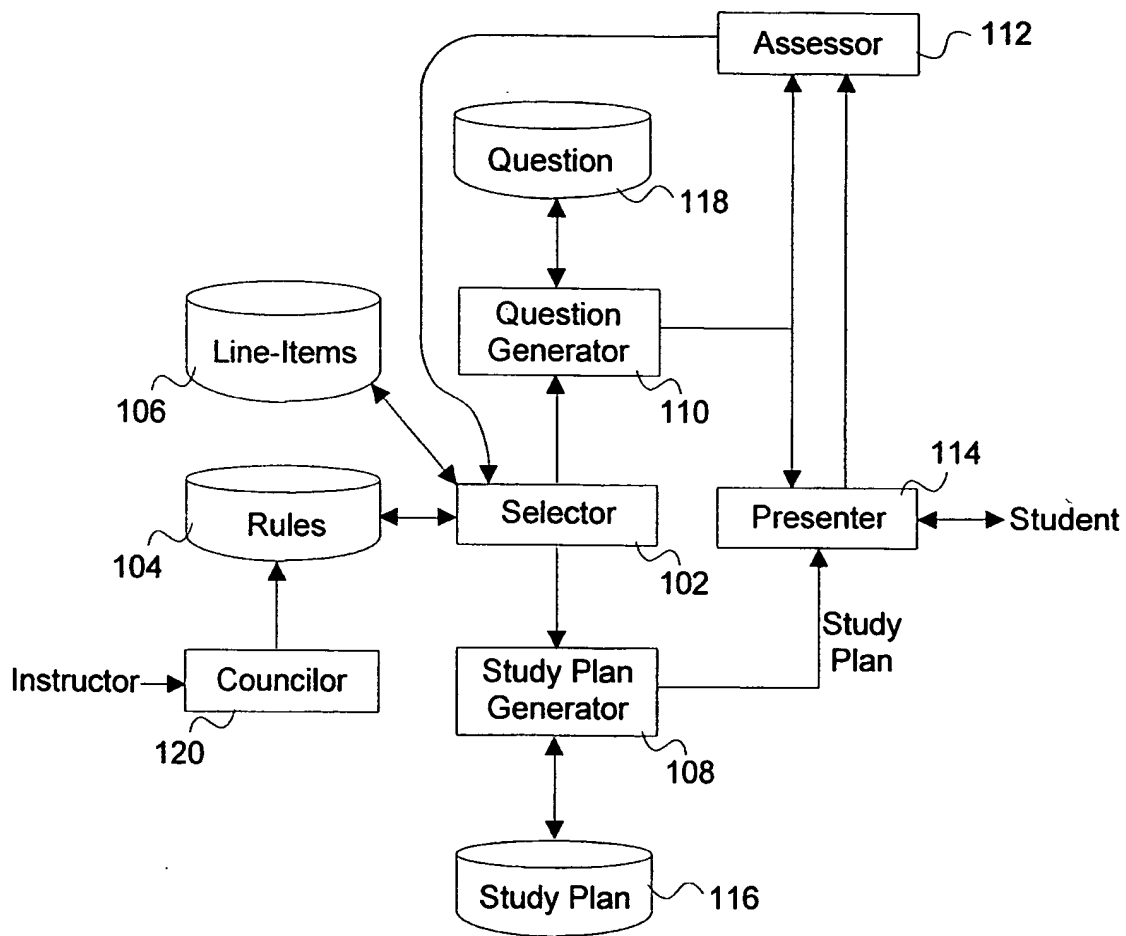 Assessor
112
Question
118
Line-Items
106
Question
Generator
110
Rules
104
Selector
102
114
Presenter
Student
Instructor
Councilor
120
Study Plan
Generator
108
Study
Plan
Study Plan
116